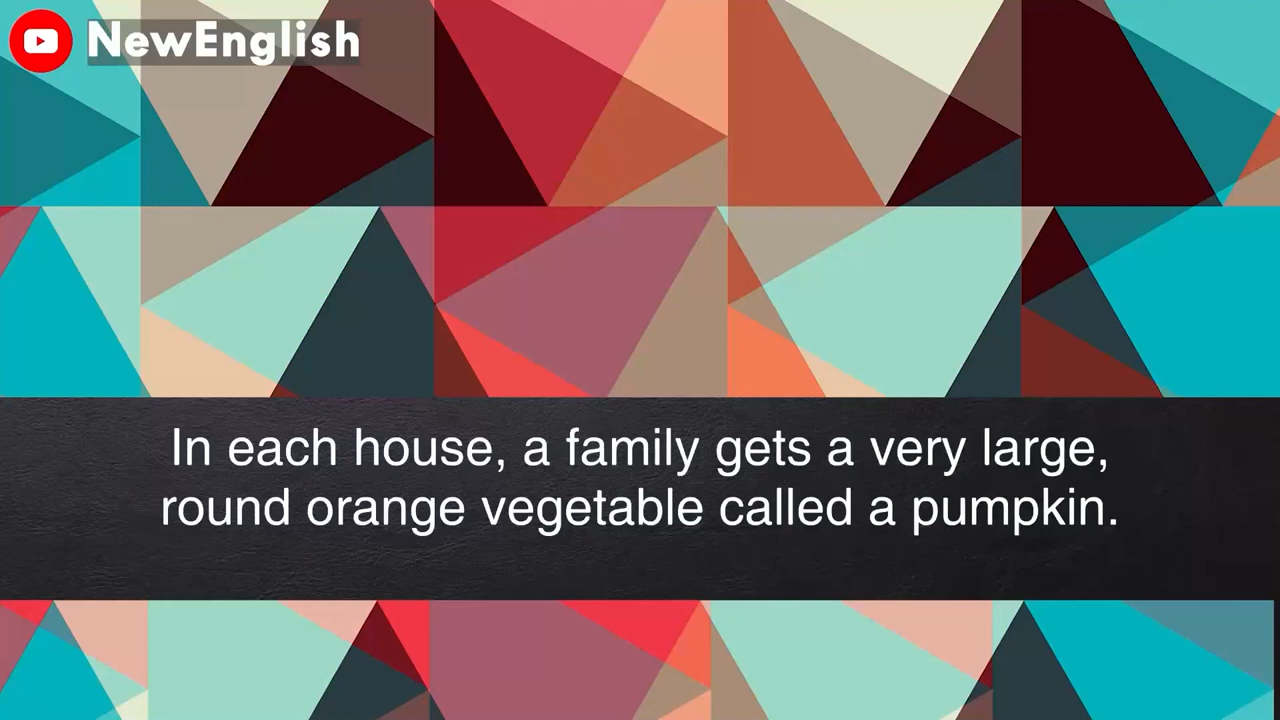 NewEnglish
In each house, a family gets a very large,
round orange vegetable called a pumpkin.